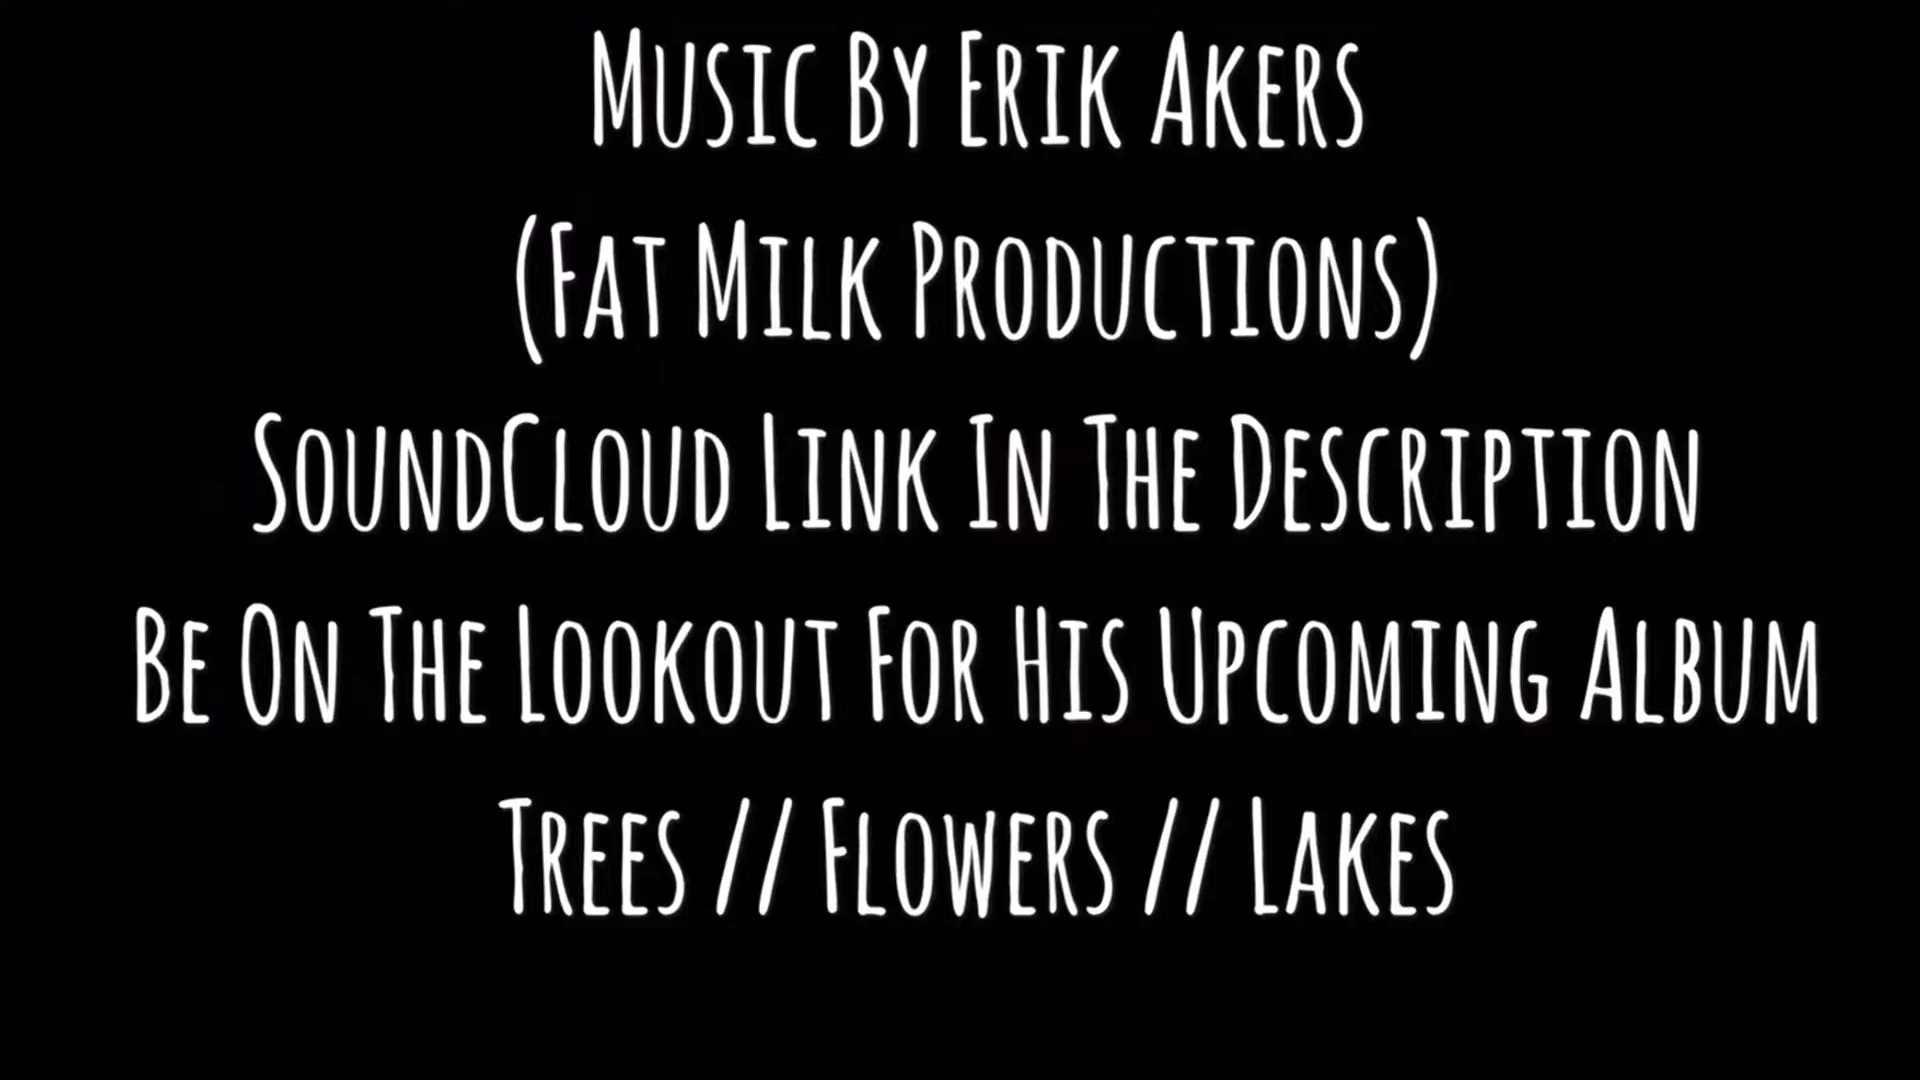 Music By Erik Akers
(Fat Milk Productions)
SoundCloud Link In The Description
Be On The Lookout For His Upcoming Album
Trees // Flowers // Lakes